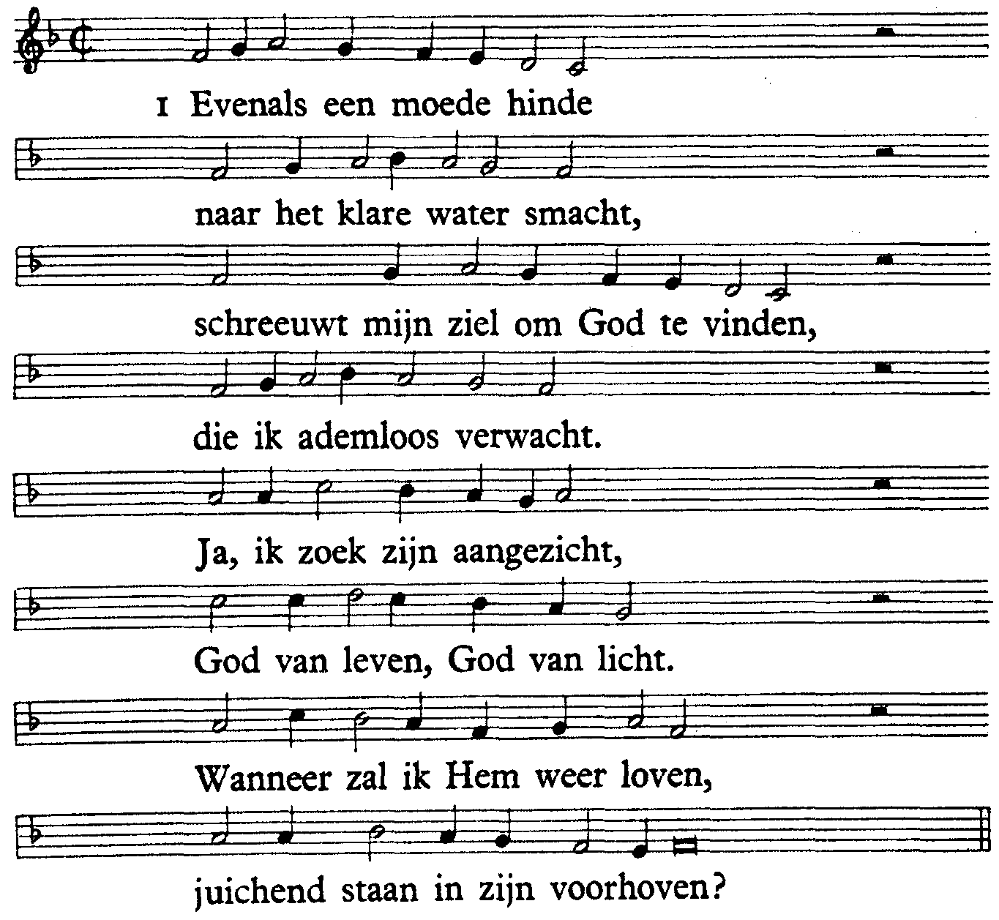 1 Evenals een moede hinde
naar het klare water smacht,
schreeuwt mijn ziel om God te vinden,
die ik ademloos verwacht.
Ja, ik zoek zijn aangezicht,
God van leven, God van licht.
Wanneer zal ik Hem weer loven,
juichend staan in zijn voorhoven?